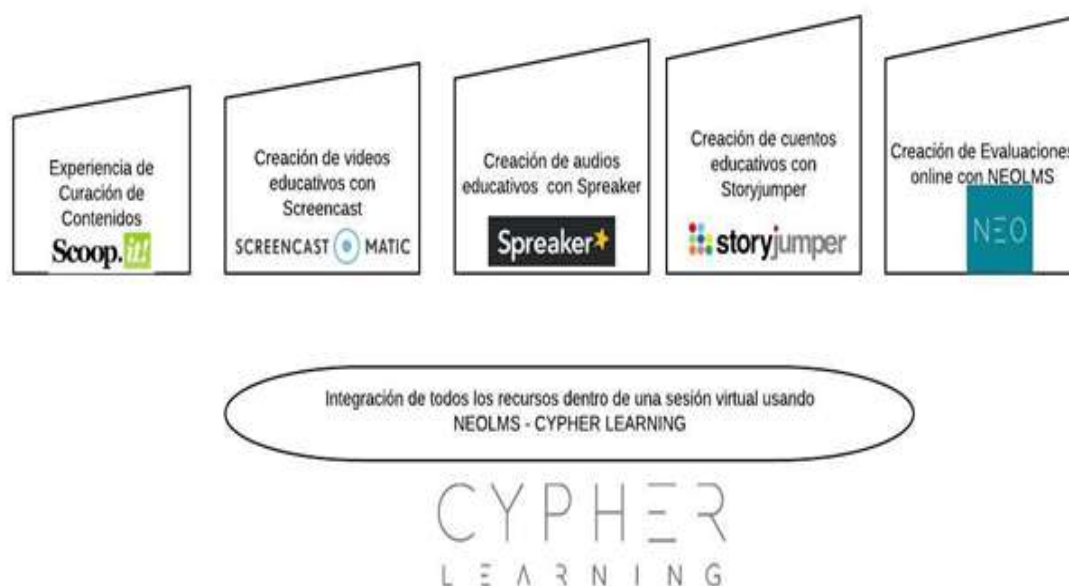 Experiencia de
Curación de
Contenidos
Scoop.it!
Creación de videos
educativos con
Screencast
SCREENCAST MATIC
Creación de audios
educativos con Spreaker
Spreaker
Creación de cuentos
educativos con
Storyjumper
storyjumper
Creación de Evaluaciones
online con NEOLMS
NEO
Integración de todos los recursos dentro de una sesión virtual usando
NEOLMS - CYPHER LEARNING
CYPHER
LEARNING